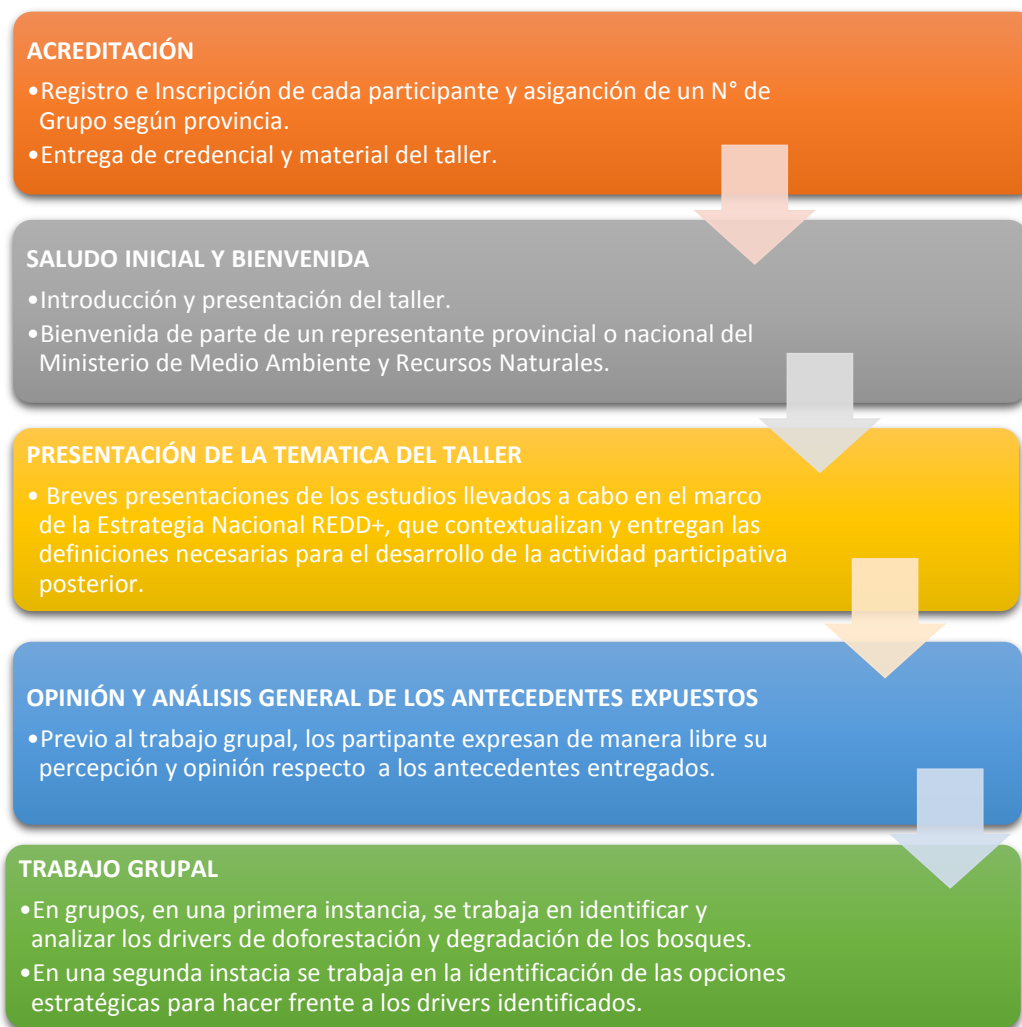 ACREDITACIÓN
•Registro e Inscripción de cada participante y asiganción de un N° de
Grupo según provincia.
•Entrega de credencial y material del taller.
SALUDO INICIAL Y BIENVENIDA
•Introducción y presentación del taller.
•Bienvenida de parte de un representante provincial o nacional del
Ministerio de Medio Ambiente y Recursos Naturales.
PRESENTACIÓN DE LA TEMATICA DEL TALLER
• Breves presentaciones de los estudios llevados a cabo en el marco
de la Estrategia Nacional REDD+, que contextualizan y entregan las
definiciones necesarias para el desarrollo de la actividad participativa
posterior.
OPINIÓN Y ANÁLISIS GENERAL DE LOS ANTECEDENTES EXPUESTOS
•Previo al trabajo grupal, los partipante expresan de manera libre su
percepción y opinión respecto a los antecedentes entregados.
TRABAJO GRUPAL
•En grupos, en una primera instancia, se trabaja en identificar y
analizar los drivers de doforestación y degradación de los bosques.
•En una segunda instacia se trabaja en la identificación de las opciones
estratégicas para hacer frente a los drivers identificados.